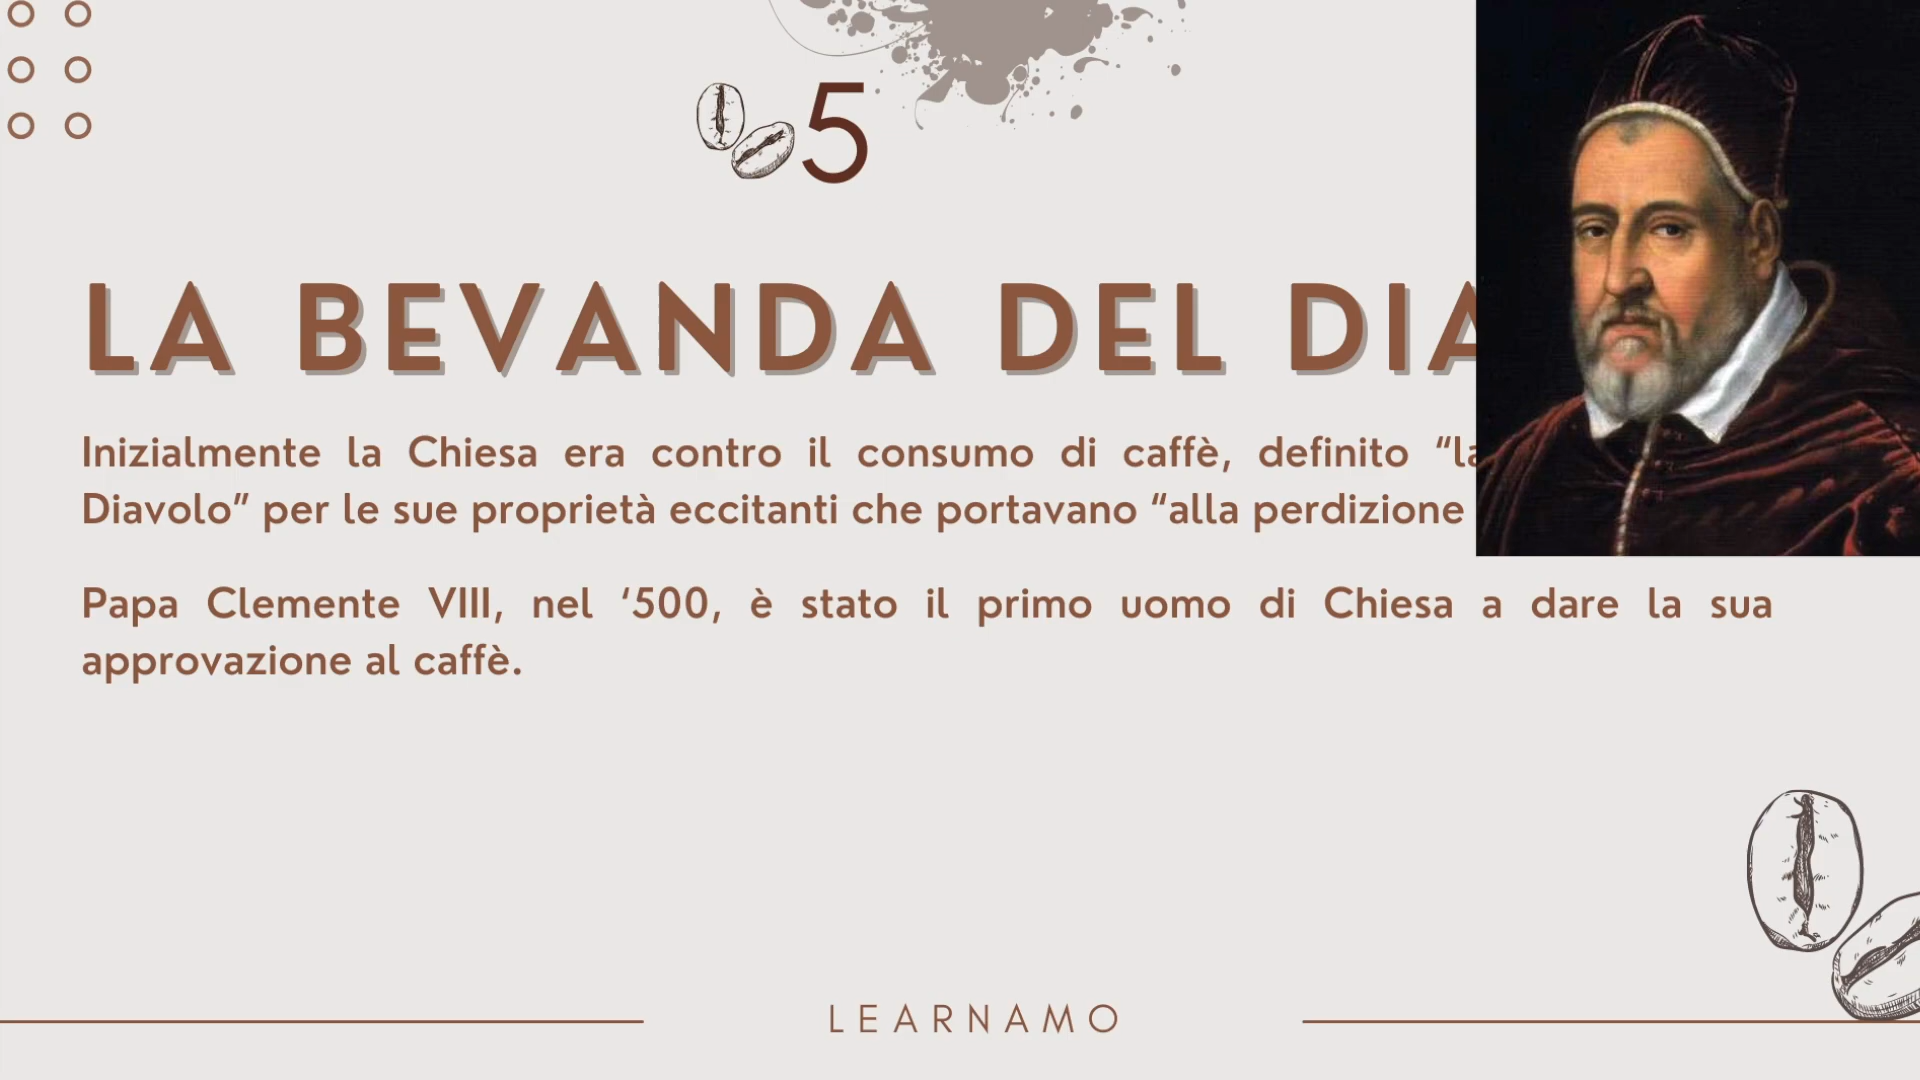 5
LA BEVANDA DEL
Inizialmente la Chiesa era contro il consumo di caffè, definito “la
Diavolo” per le sue proprietà eccitanti che portavano “alla perdizione
Papa Clemente VIII, nel ‘500, è stato il primo uomo di Chiesa a dare la sua
approvazione al caffè.
LEARNAMO